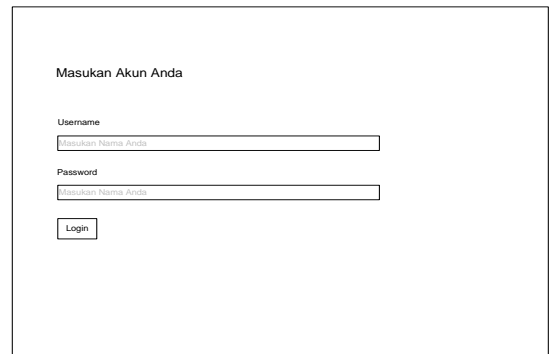 Masukan Akun Anda
Username
Masukan Nama Anda
Password
Masukan Nama Anda
Login